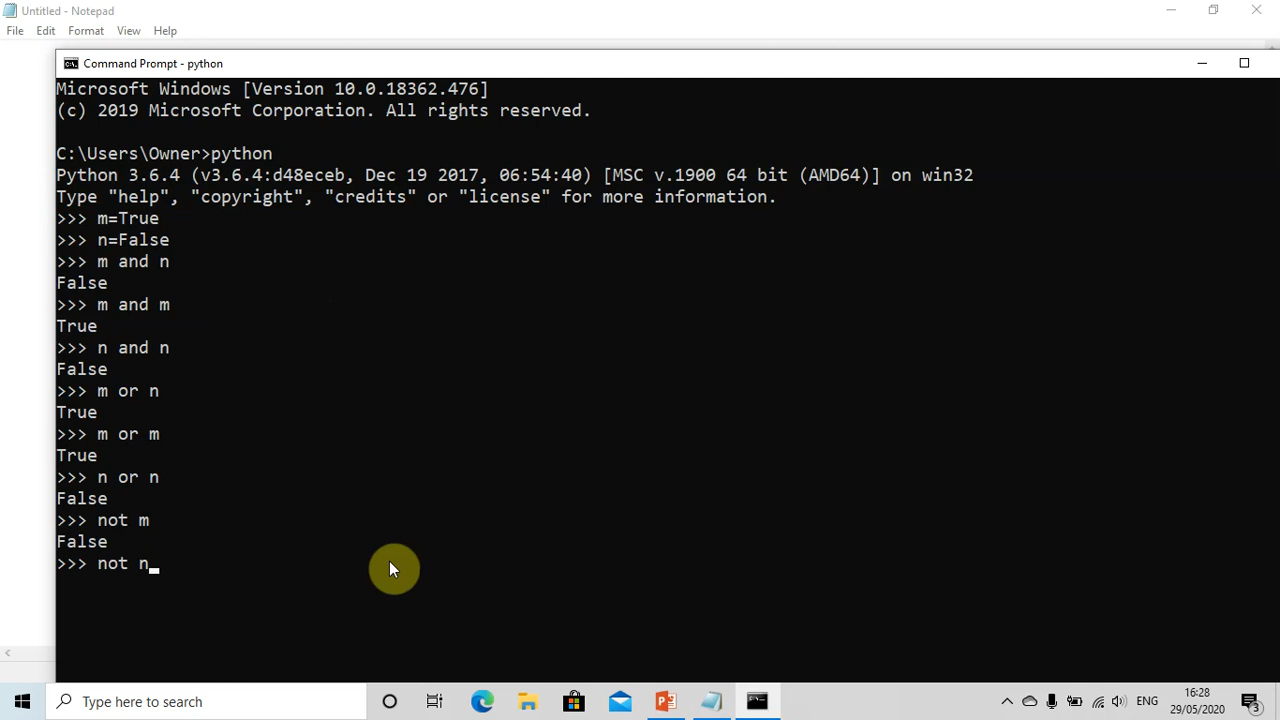 Untitled - Notepad
File Edit Format View Help
Command Prompt - python
Microsoft Windows [Version 10.0.18362.476]
(c) 2019 Microsoft Corporation. All rights reserved.
C:\Users\Owner>python
Python 3.6.4 (v3.6.4:d48eceb, Dec 19 2017, 06:54:40) [MSC v.1900 64 bit (AMD64)] on win32
Type "help", "copyright", "credits" or "license" for more information.
>>> m=True
>>> n=False
>>> m and n
False
>>> m and m
True
>>> n and n
False
>>> m or n
True
>>> m or m
True
>>> n or n
False
>>> not m
False
>>> not n
Type here to search
ENG
16:28
29/05/2020
3